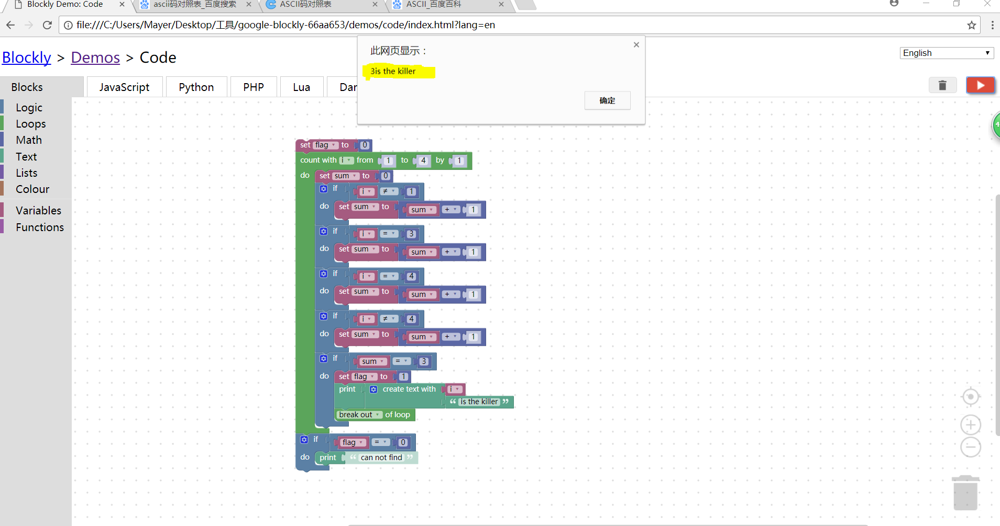 Blockly Demo: Code
ascii码对照表_百度搜索
ASCII码对照表
ASCII_百度百科
file:///C:/Users/Mayer/Desktop/工具/google-blockly-66aa653/demos/code/index.html?lang=en
此网页显示：
3is the killer
确定
Blockly > Demos > Code
English
Blocks
JavaScript
Python
PHP
Lua
Dar
Logic
Loops
Math
Text
Lists
Colour
Variables
Functions
4
set flag to 0
count with i from 1 to 4 by 1
do set sum to 0
if i ≠ 1
do set sum to sum + 1
if i = 3
do set sum to sum + 1
if i = 4
do set sum to sum + 1
if i ≠ 4
do set sum to sum + 1
if sum = 3
do set flag to 1
print create text with i
“ is the killer ”
break out of loop
if flag = 0
do print “ can not find ”